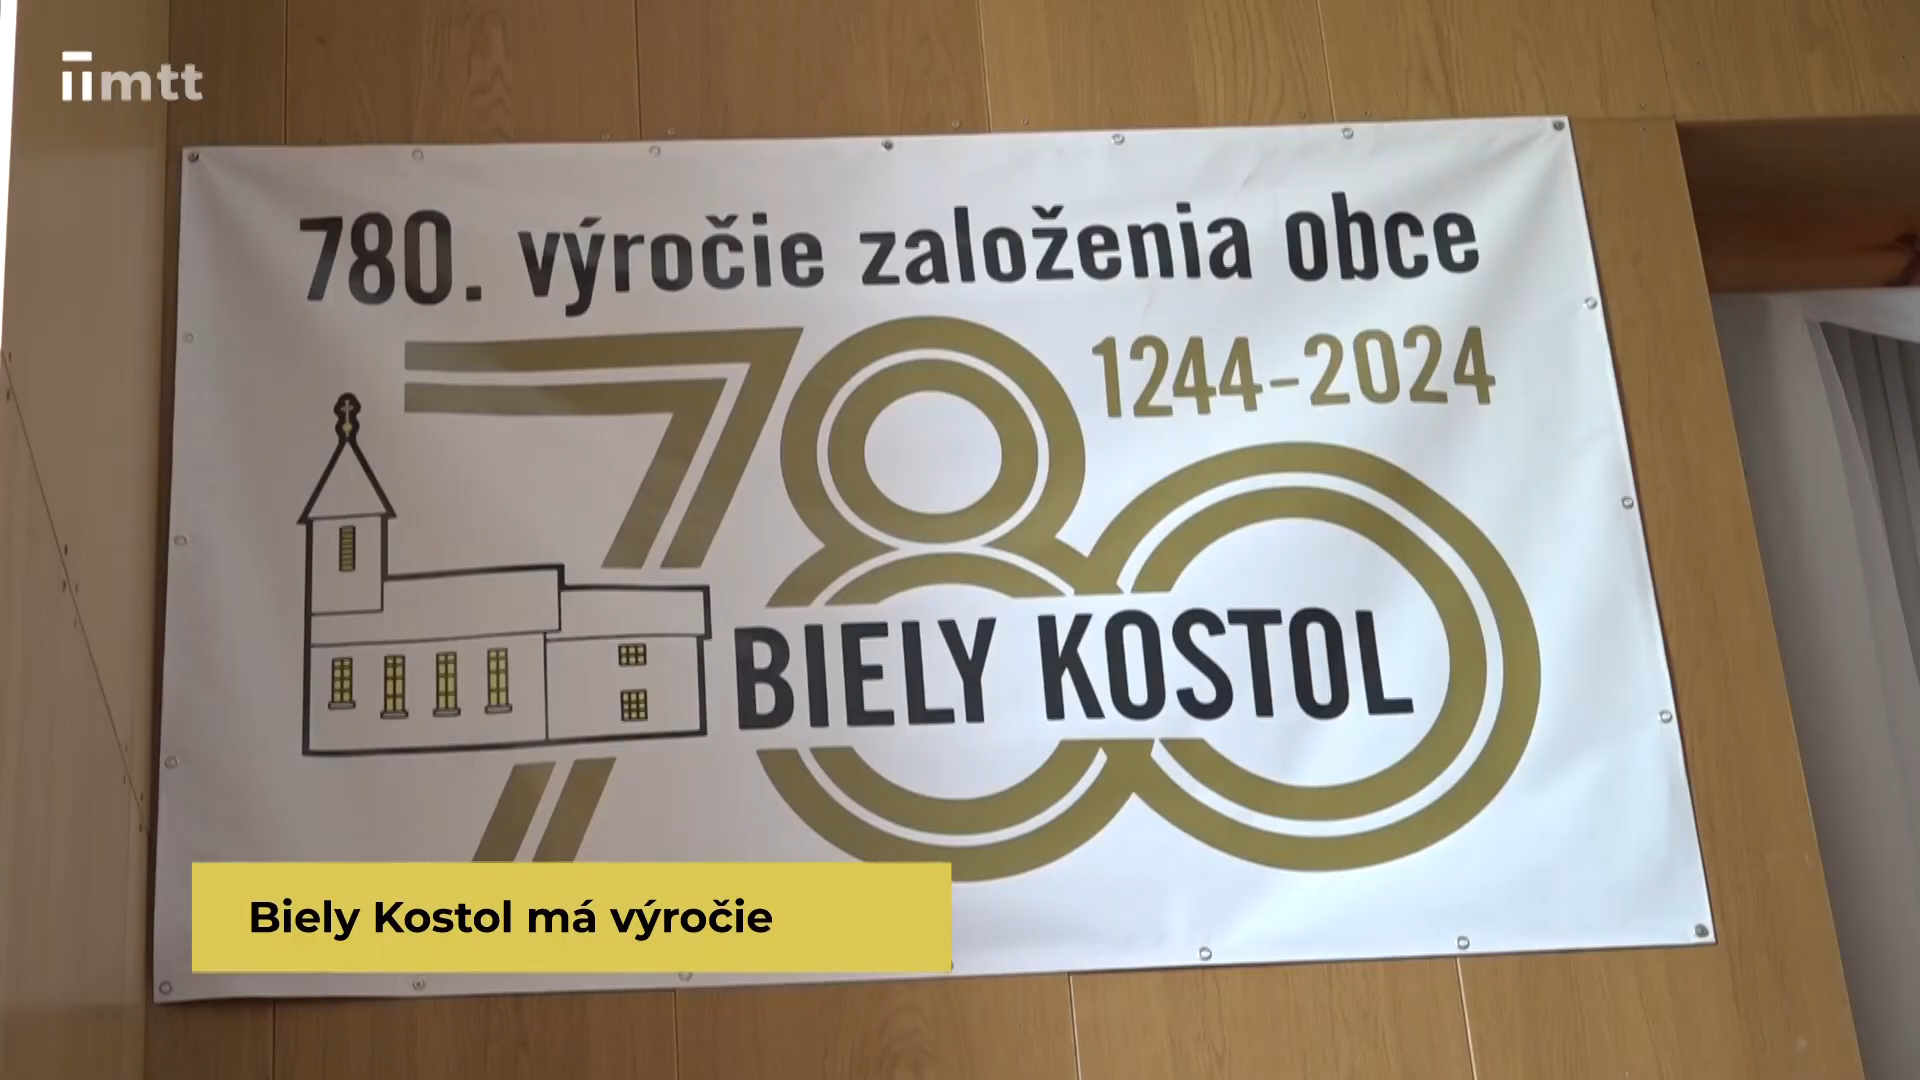 mtt
780. výročie založenia obce
1244-2024
780
BIELY KOSTOL
Biely Kostol má výročie